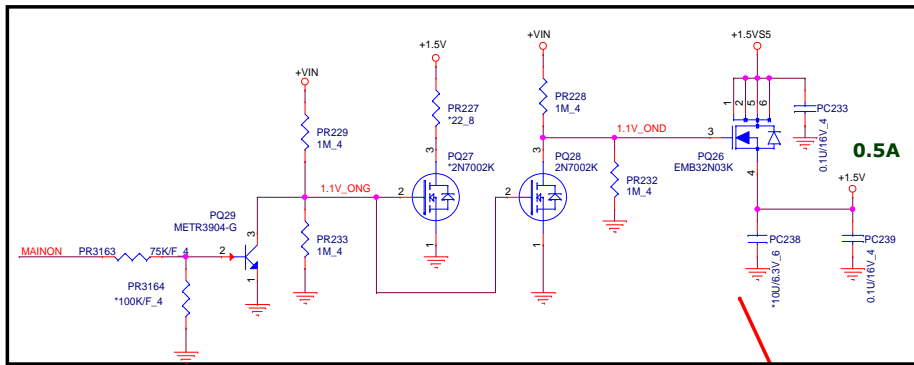 +VIN
PR229
1M_4
+1.5V
PR227
*22_8
+VIN
PR228
1M_4
+1.5VS5
1
2
5
6
PC233
0.1U/16V_4
1.1V_OND
3
PQ26
EMB32N03K
4
0.5A
+1.5V
3
PQ27
*2N7002K
2
1
3
PQ28
2N7002K
2
1
PR232
1M_4
1.1V_ONG
PQ29
METR3904-G
3
2
1
PR233
1M_4
MAINON
PR3163
75K/F_4
PR3164
*100K/F_4
PC238
*10U/6.3V_6
PC239
0.1U/16V_4